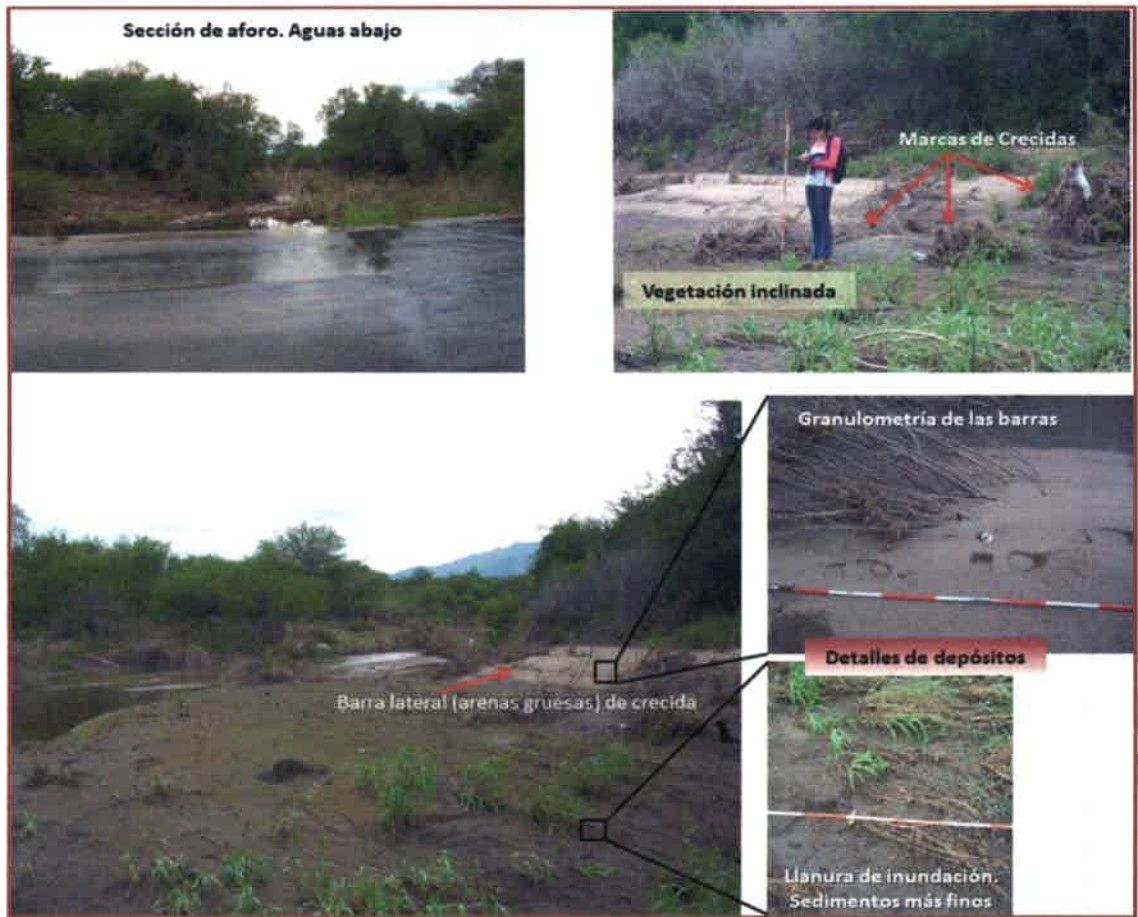 Sección de aforo. Aguas abajo
Marcas de Crecidas
Vegetación inclinada
Granulometría de las barras
Detalles de depósitos
Barra lateral (arenas gruesas) de crecida
Llanura de inundación.
Sedimentos más finos